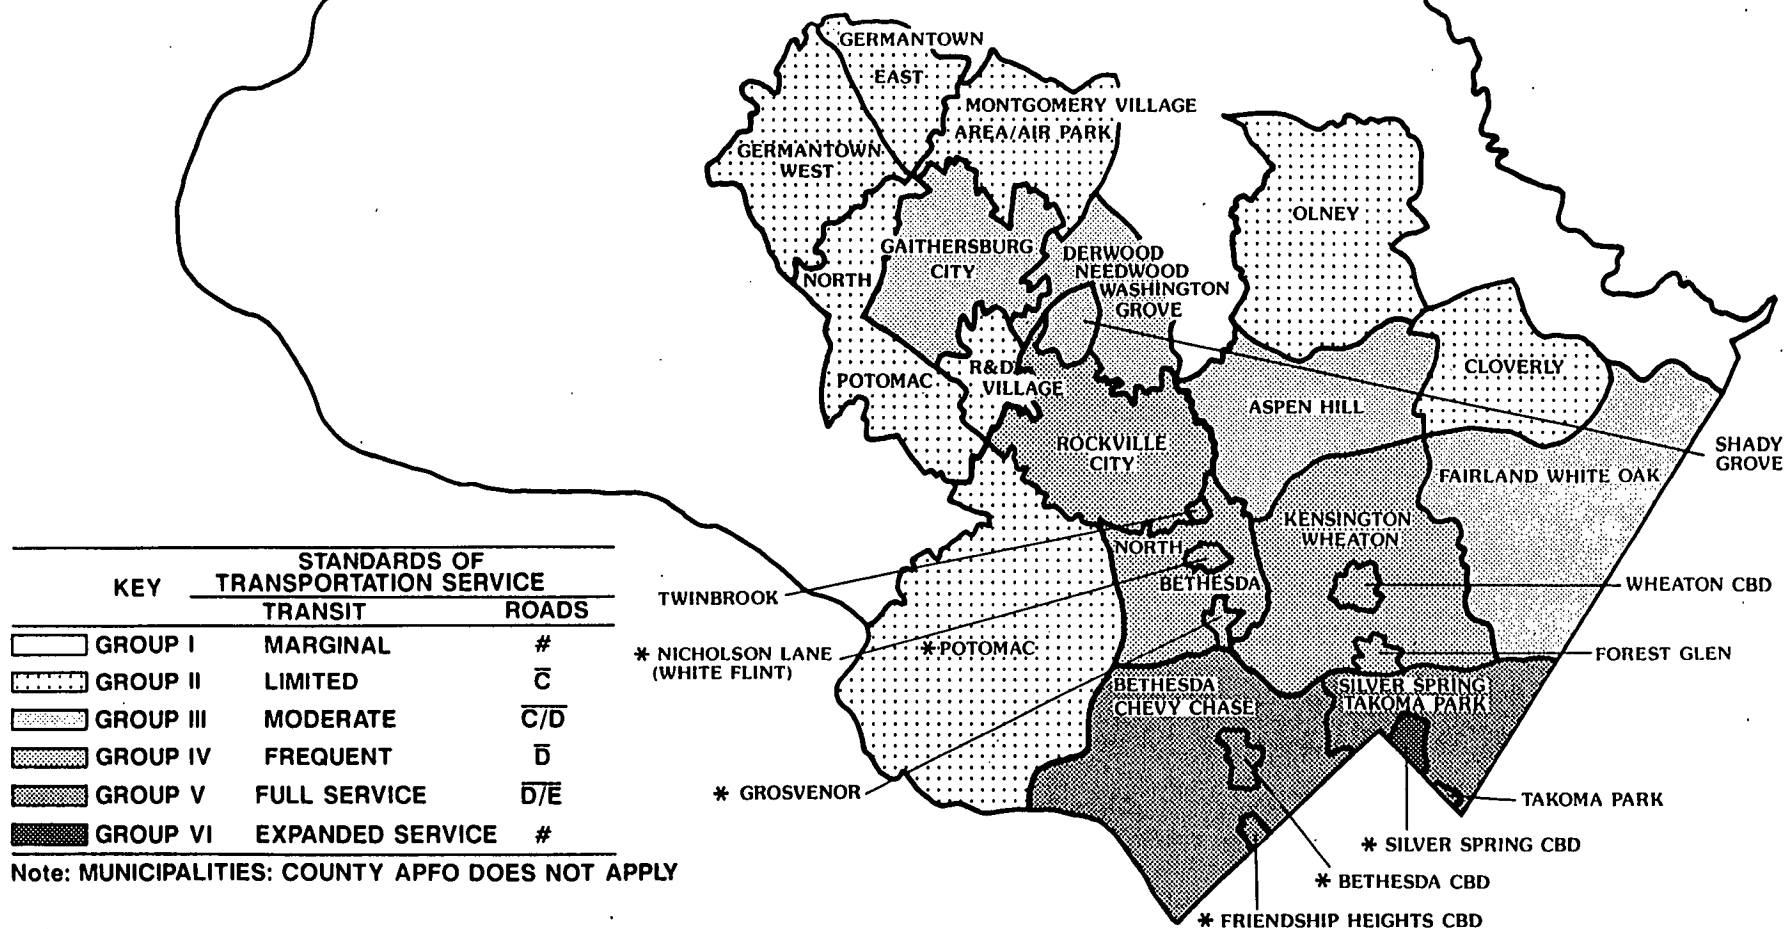 GERMANTOWN
EAST
MONTGOMERY VILLAGE
AREA/AIR PARK
GERMANTOWN
WEST
OLNEY
GAITHERSBURG
CITY
DERWOOD
NEEDWOOD
WASHINGTON
GROVE
NORTH
POTOMAC
R&D
VILLAGE
CLOVERLY
ASPEN HILL
ROCKVILLE
CITY
SHADY
GROVE
FAIRLAND WHITE OAK
KENSINGTON
WHEATON
NORTH
BETHESDA
TWINBROOK
WHEATON CBD
* NICHOLSON LANE
(WHITE FLINT)
* POTOMAC
FOREST GLEN
BETHESDA
CHEVY CHASE
SILVER SPRING
TAKOMA PARK
* GROSVENOR
TAKOMA PARK
* SILVER SPRING CBD
* BETHESDA CBD
* FRIENDSHIP HEIGHTS CBD
KEY STANDARDS OF
TRANSPORTATION SERVICE
TRANSIT ROADS
GROUP I MARGINAL #
GROUP II LIMITED C̅
GROUP III MODERATE C̅/̅D̅
GROUP IV FREQUENT D̅
GROUP V FULL SERVICE D̅/̅E̅
GROUP VI EXPANDED SERVICE #
Note: MUNICIPALITIES: COUNTY APFO DOES NOT APPLY